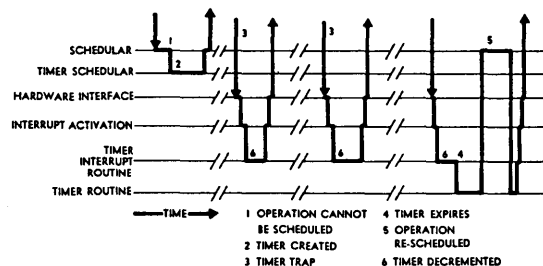 1
3
3
5
SCHEDULAR
2
TIMER SCHEDULAR
HARDWARE INTERFACE
INTERRUPT ACTIVATION
TIMER
INTERRUPT
ROUTINE
6
6
6 4
TIMER ROUTINE
TIME
1 OPERATION CANNOT
BE SCHEDULED
2 TIMER CREATED
3 TIMER TRAP
4 TIMER EXPIRES
5 OPERATION
RE-SCHEDULED
6 TIMER DECREMENTED